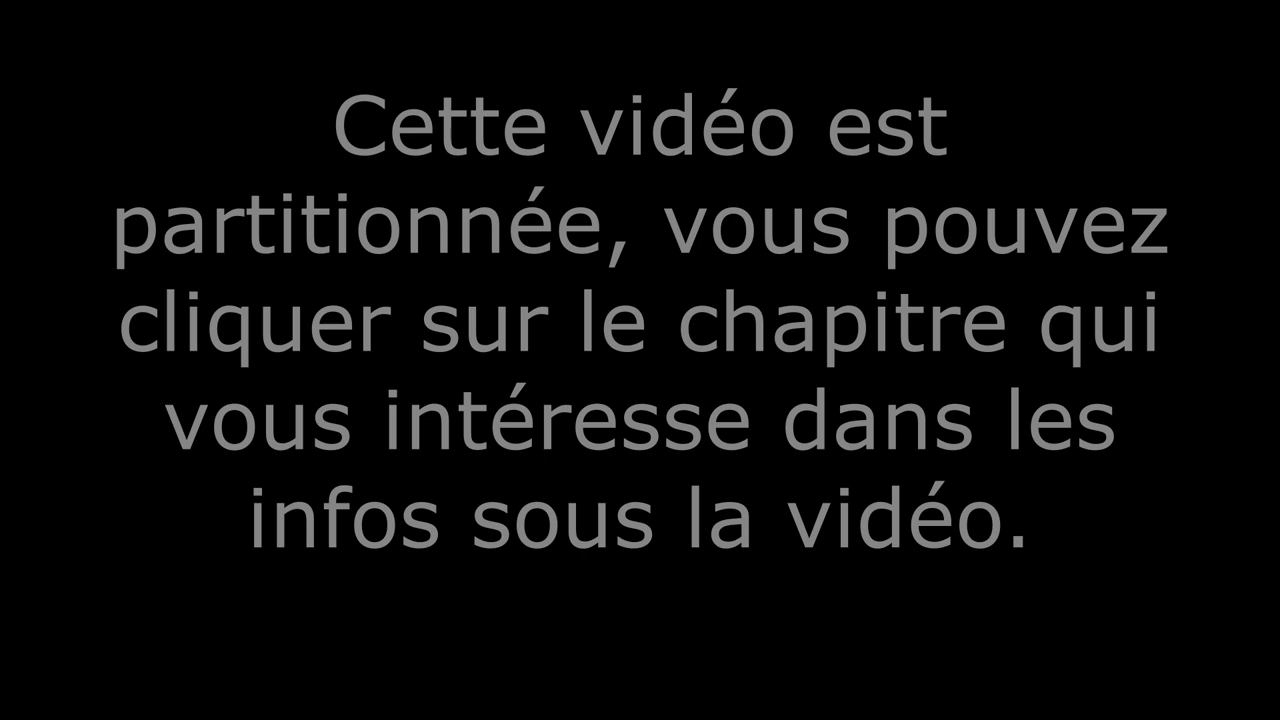 Cette vidéo est
partitionnée, vous pouvez
cliquer sur le chapitre qui
vous intéresse dans les
infos sous la vidéo.